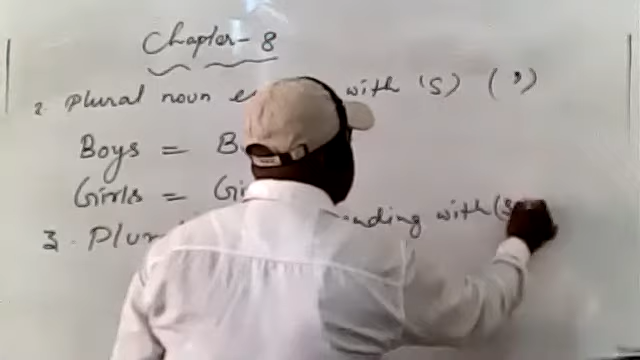 Chapter - 8
2. Plural noun e with 'S) (')
Boys = B
Girls = Gi
3. Plur nding with (S